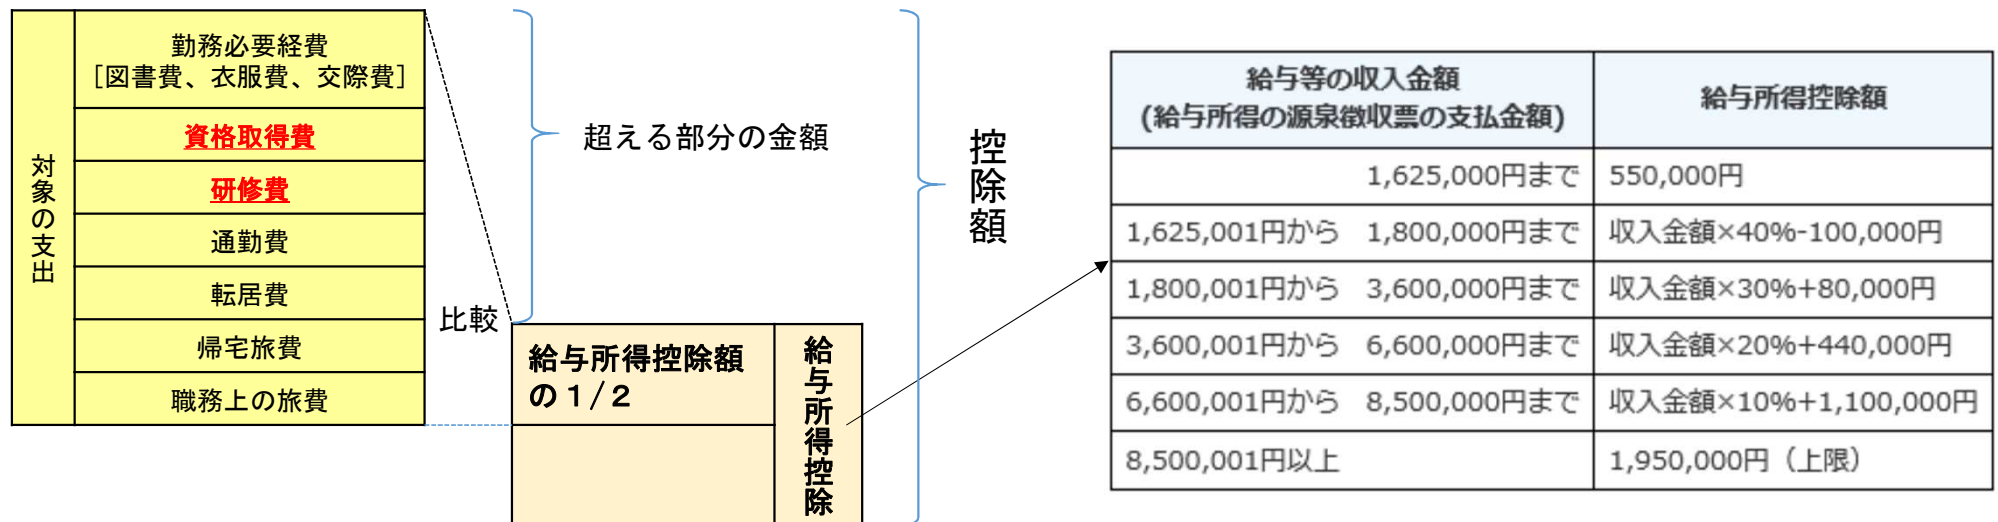 対象の支出
勤務必要経費
［図書費、衣服費、交際費］
資格取得費
研修費
通勤費
転居費
帰宅旅費
職務上の旅費
比較
超える部分の金額
給与所得控除額
の１/２
給与所得控除
控除額
給与等の収入金額
(給与所得の源泉徴収票の支払金額)
給与所得控除額
1,625,000円まで
550,000円
1,625,001円から　1,800,000円まで
収入金額×40%-100,000円
1,800,001円から　3,600,000円まで
収入金額×30%+80,000円
3,600,001円から　6,600,000円まで
収入金額×20%+440,000円
6,600,001円から　8,500,000円まで
収入金額×10%+1,100,000円
8,500,001円以上
1,950,000円（上限）